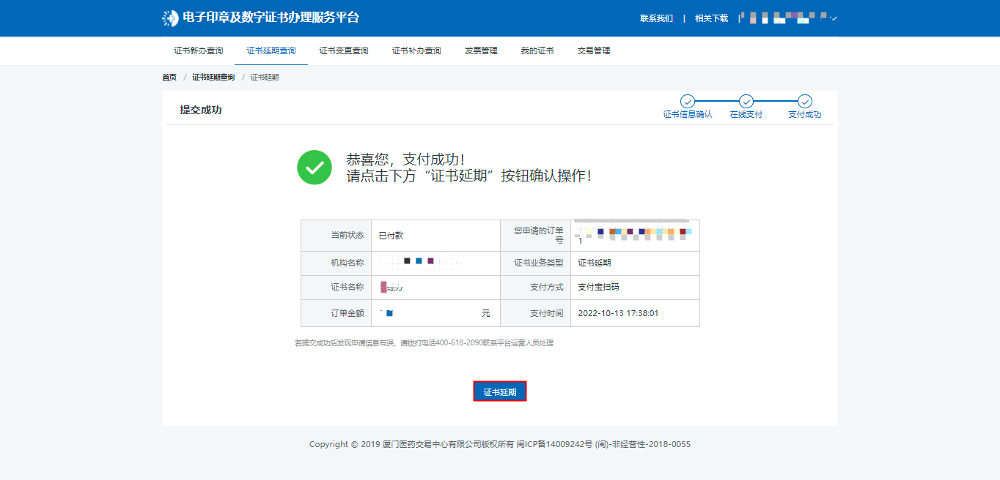 电子印章及数字证书办理服务平台
联系我们 | 相关下载 |
证书新办查询 证书延期查询 证书变更查询 证书补办查询 发票管理 我的证书 交易管理
首页 / 证书延期查询 / 证书延期
提交成功
证书信息确认 在线支付 支付成功
恭喜您，支付成功！
请点击下方“证书延期”按钮确认操作！
当前状态 已付款 您申请的订单号 1
机构名称 证书业务类型 证书延期
证书名称 支付方式 支付宝扫码
订单金额 元 支付时间 2022-10-13 17:38:01
若提交成功后发现申请信息有误，请拨打电话400-618-2090联系平台运营人员处理
证书延期
Copyright © 2019 厦门医药交易中心有限公司版权所有 闽ICP备14009242号 (闽)-非经营性-2018-0055